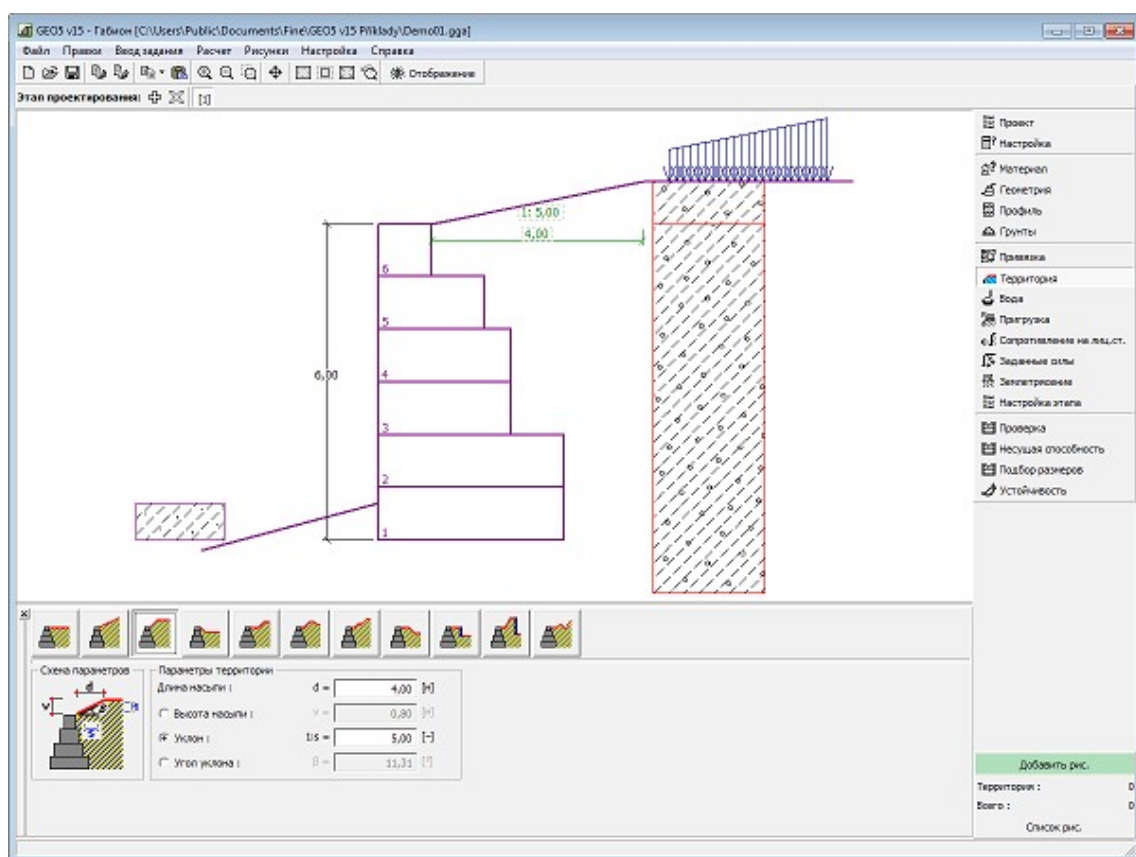 GEO5 v15 - Габион [C:\Users\Public\Documents\Fine\GEO5 v15 Příklady\Demo01.gga]
Файл Правки Ввод задания Расчет Рисунки Настройка Справка
Отображение
Этап проектирования: [1]
Проект
Настройка
Материал
Геометрия
Профиль
Грунты
Привязка
Территория
Вода
Пригрузка
Сопротивление на лиц.ст.
Заданные силы
Землетрясение
Настройка этапа
Проверка
Несущая способность
Подбор размеров
Устойчивость
1: 5,00
4,00
6
5
4
6,00
3
2
1
Схема параметров
d
v
β
Параметры территории
Длина насыпи : d = 4,00 [м]
Высота насыпи : v = 0,80 [м]
Уклон : 1:s = 5,00 [-]
Угол уклона : β = 11,31 [°]
Добавить рис.
Территория : 0
Всего : 0
Список рис.